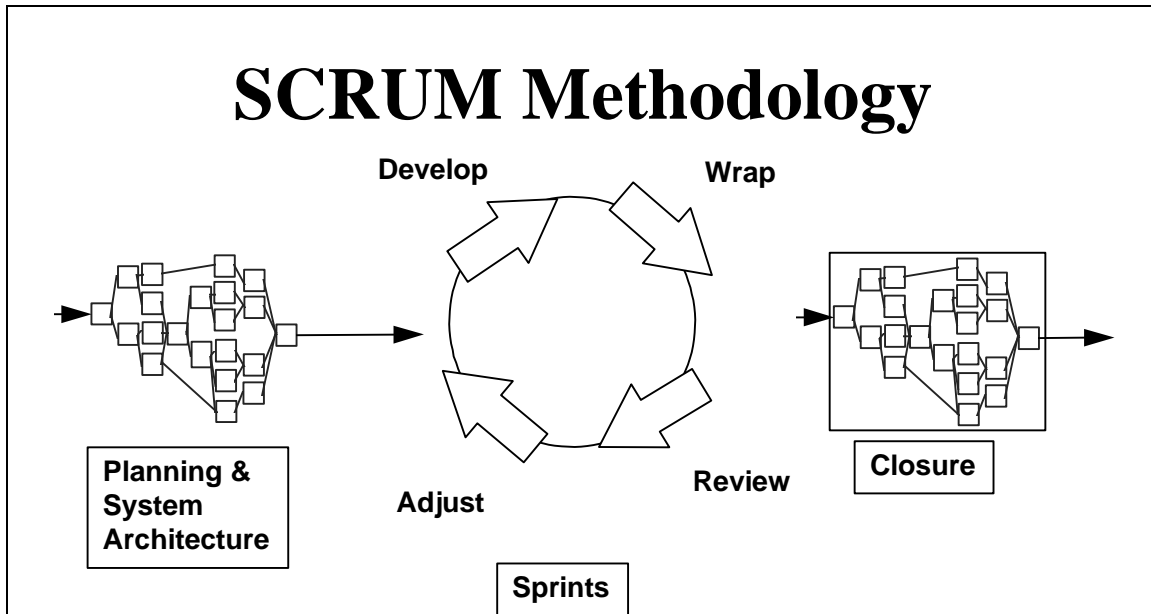 SCRUM Methodology
Develop
Wrap
Planning &
System
Architecture
Adjust
Review
Closure
Sprints